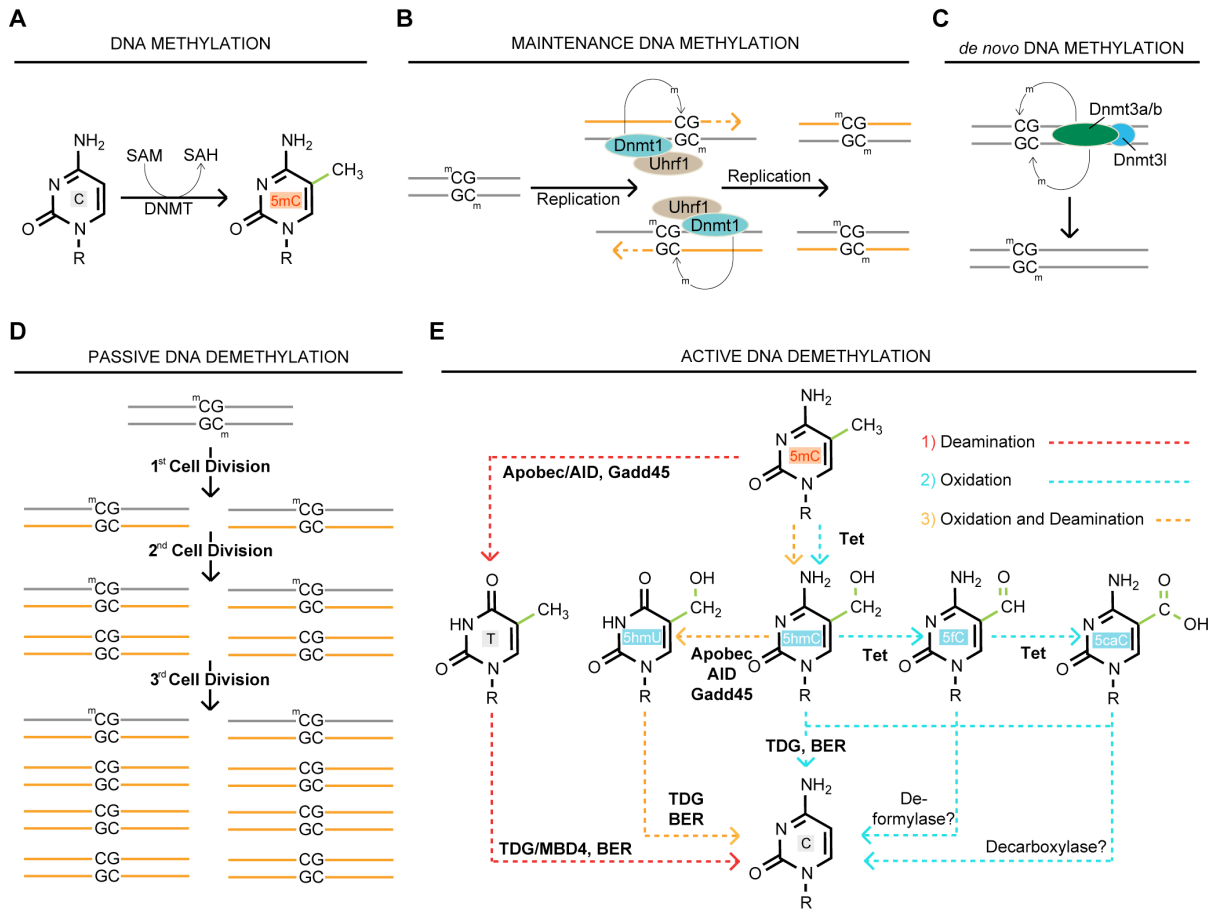 A
DNA METHYLATION
NH2
N
C
O
N
R
SAM
SAH
DNMT
NH2
CH3
N
5mC
O
N
R
B
MAINTENANCE DNA METHYLATION
mCG
GCm
Replication
m
CG
GCm
Dnmt1
Uhrf1
Uhrf1
Dnmt1
mCG
GC
m
Replication
mCG
GCm
mCG
GCm
C
de novo DNA METHYLATION
m
CG
GC
m
Dnmt3a/b
Dnmt3l
mCG
GCm
D
PASSIVE DNA DEMETHYLATION
mCG
GCm
1st Cell Division
mCG
GC
mCG
GC
2nd Cell Division
mCG
GC
mCG
GC
CG
GC
CG
GC
3rd Cell Division
mCG
GC
mCG
GC
CG
GC
CG
GC
CG
GC
CG
GC
CG
GC
CG
GC
E
ACTIVE DNA DEMETHYLATION
NH2
CH3
N
5mC
O
N
R
1) Deamination
2) Oxidation
3) Oxidation and Deamination
Apobec/AID, Gadd45
Tet
O
CH3
HN
T
O
N
R
O
OH
CH2
HN
5hmU
O
N
R
Apobec
AID
Gadd45
NH2
OH
CH2
N
5hmC
O
N
R
Tet
NH2
O
CH
N
5fC
O
N
R
Tet
NH2
O
C
OH
N
5caC
O
N
R
TDG, BER
TDG
BER
TDG/MBD4, BER
De-
formylase?
Decarboxylase?
NH2
N
C
O
N
R